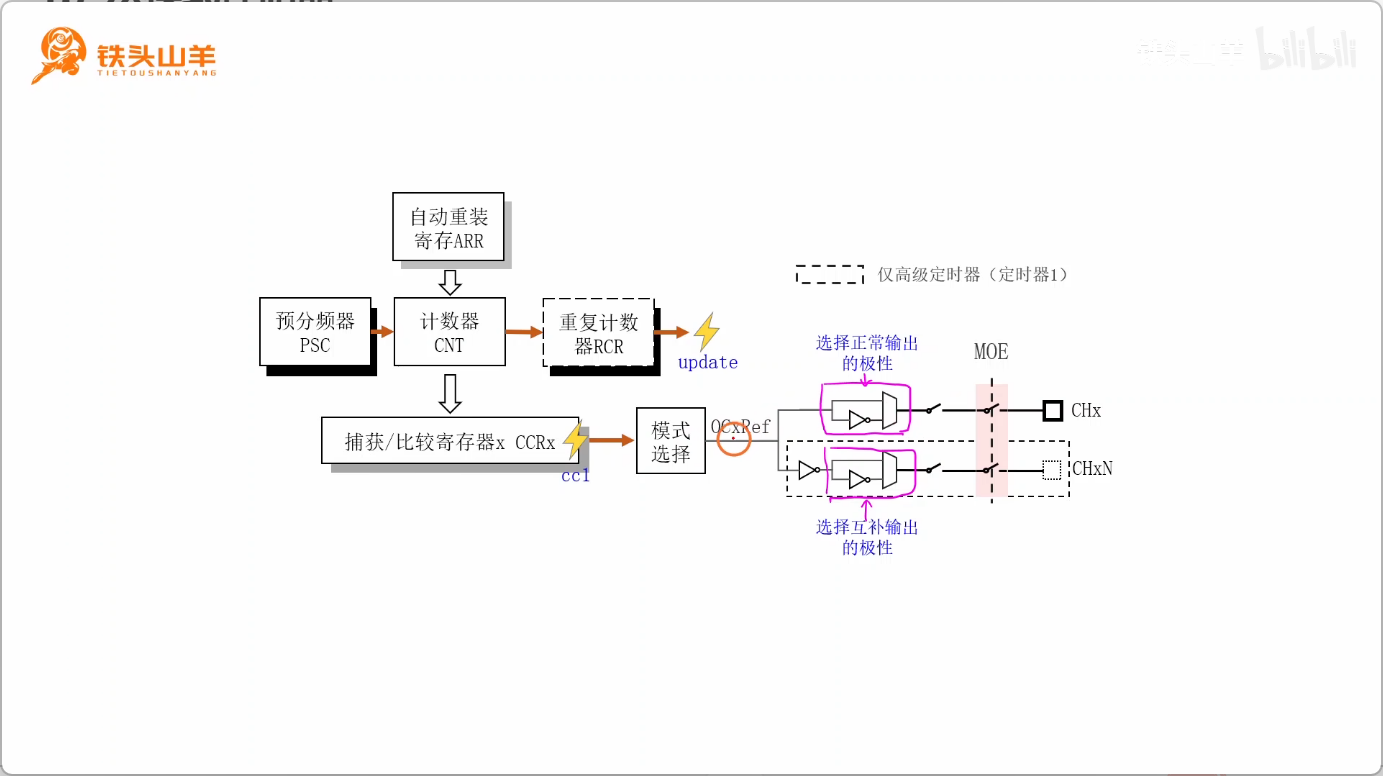 铁头山羊
TIETOUSHANYANG
bilibili
自动重装
寄存ARR
仅高级定时器（定时器1）
预分频器
PSC
计数器
CNT
重复计数
器RCR
update
选择正常输出
的极性
MOE
CHx
捕获/比较寄存器x CCRx
cc1
模式
选择
OCxRef
CHxN
选择互补输出
的极性